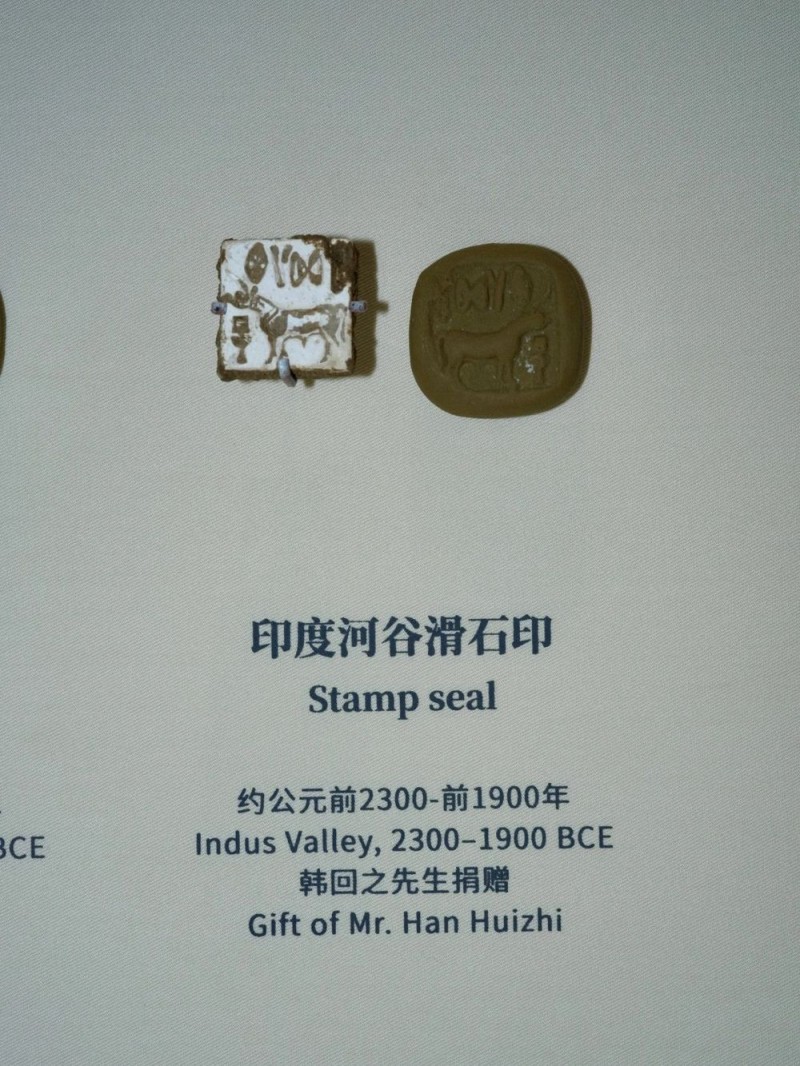 印度河谷滑石印
Stamp seal
约公元前2300-前1900年
Indus Valley, 2300–1900 BCE
韩回之先生捐赠
Gift of Mr. Han Huizhi
BCE